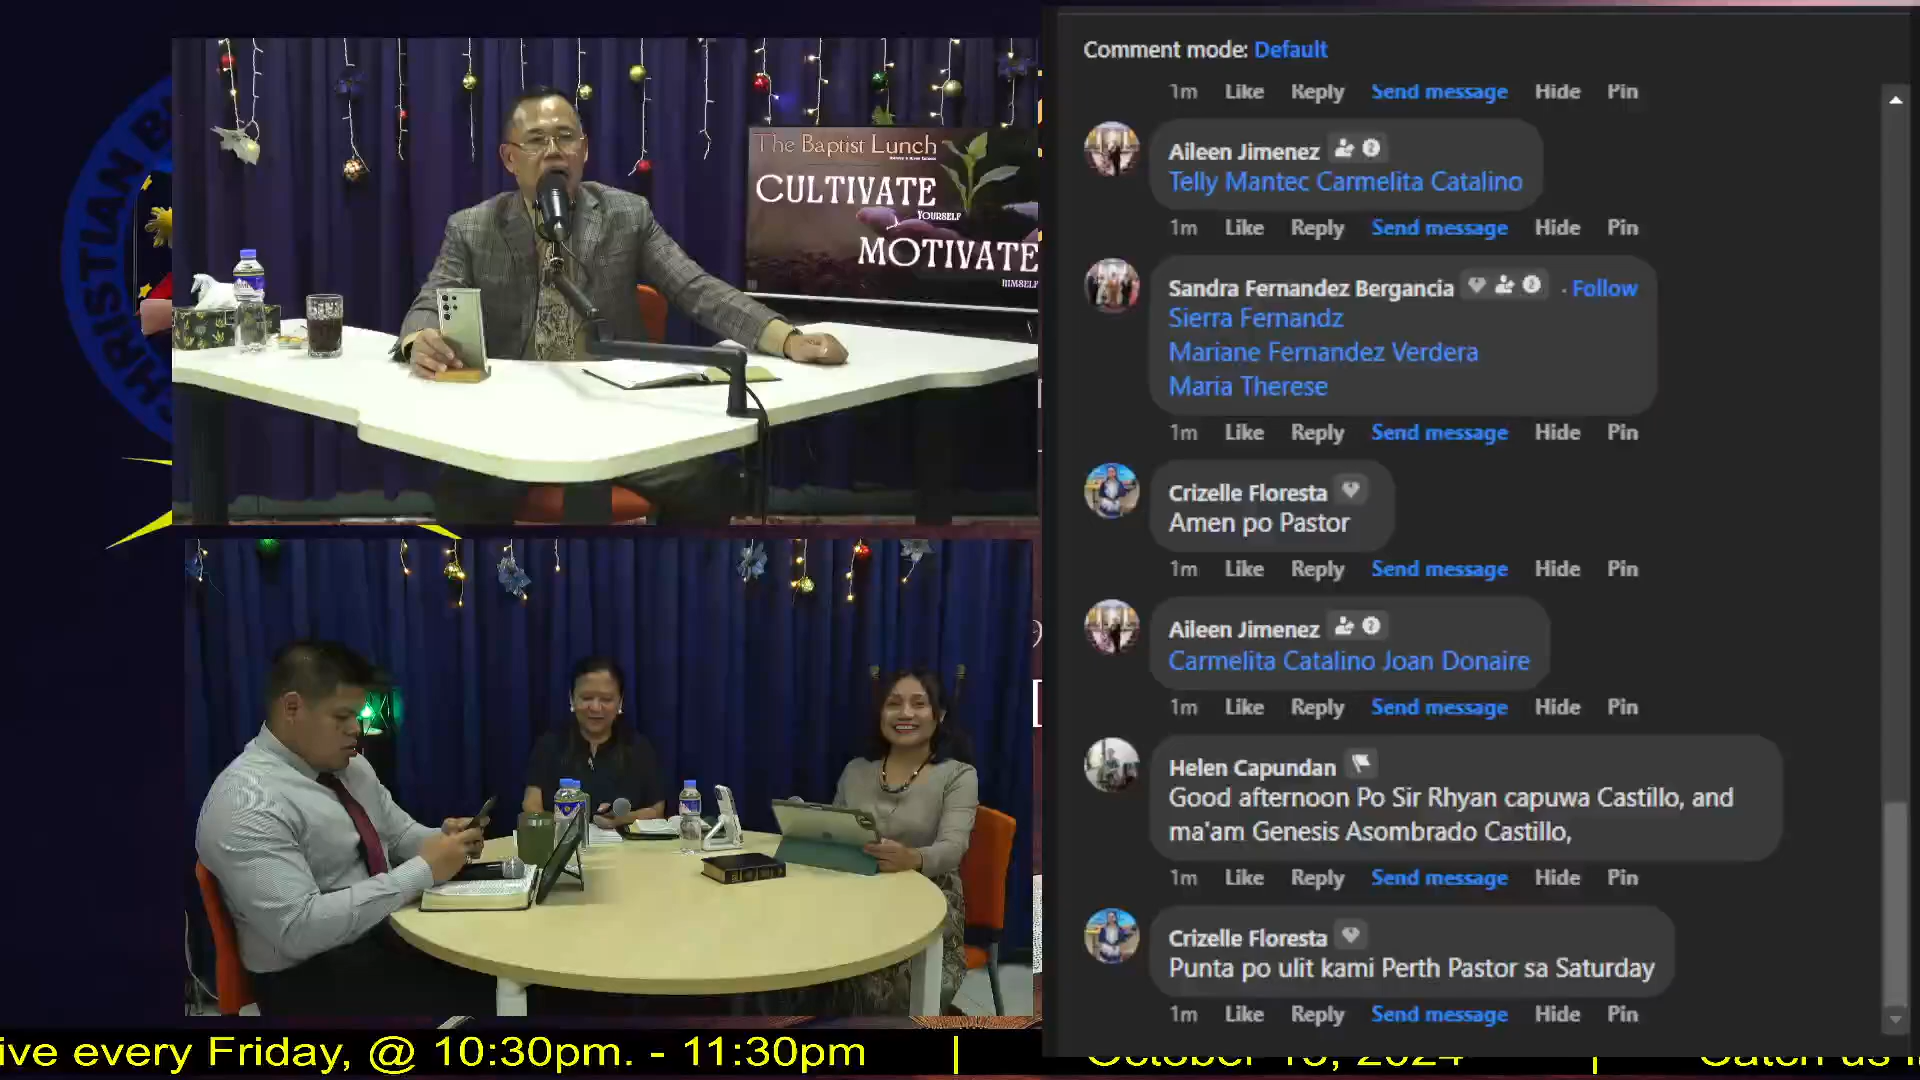 CHRISTIAN BA
The Baptist Lunch
CULTIVATE
YOURSELF
MOTIVATE
HIMSELF
Comment mode: Default
1m Like Reply Send message Hide Pin
Aileen Jimenez
Telly Mantec Carmelita Catalino
1m Like Reply Send message Hide Pin
Sandra Fernandez Bergancia · Follow
Sierra Fernandz
Mariane Fernandez Verdera
Maria Therese
1m Like Reply Send message Hide Pin
Crizelle Floresta
Amen po Pastor
1m Like Reply Send message Hide Pin
Aileen Jimenez
Carmelita Catalino Joan Donaire
1m Like Reply Send message Hide Pin
Helen Capundan
Good afternoon Po Sir Rhyan capuwa Castillo, and
ma'am Genesis Asombrado Castillo,
1m Like Reply Send message Hide Pin
Crizelle Floresta
Punta po ulit kami Perth Pastor sa Saturday
1m Like Reply Send message Hide Pin
ive every Friday, @ 10:30pm. - 11:30pm | October 2024 | Catch us